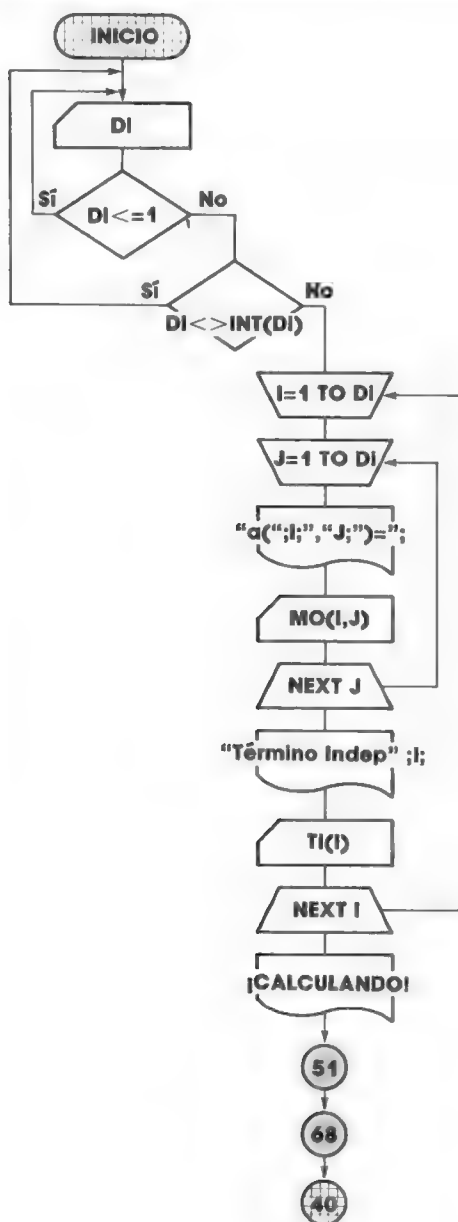 INICIO
DI
Sí
DI<=1
No
Sí
DI<>INT(DI)
No
I=1 TO DI
J=1 TO DI
"a(";I;","J;")=";
MO(I,J)
NEXT J
"Término indep" ;I;
TI(I)
NEXT I
¡CALCULANDO!
51
68
40